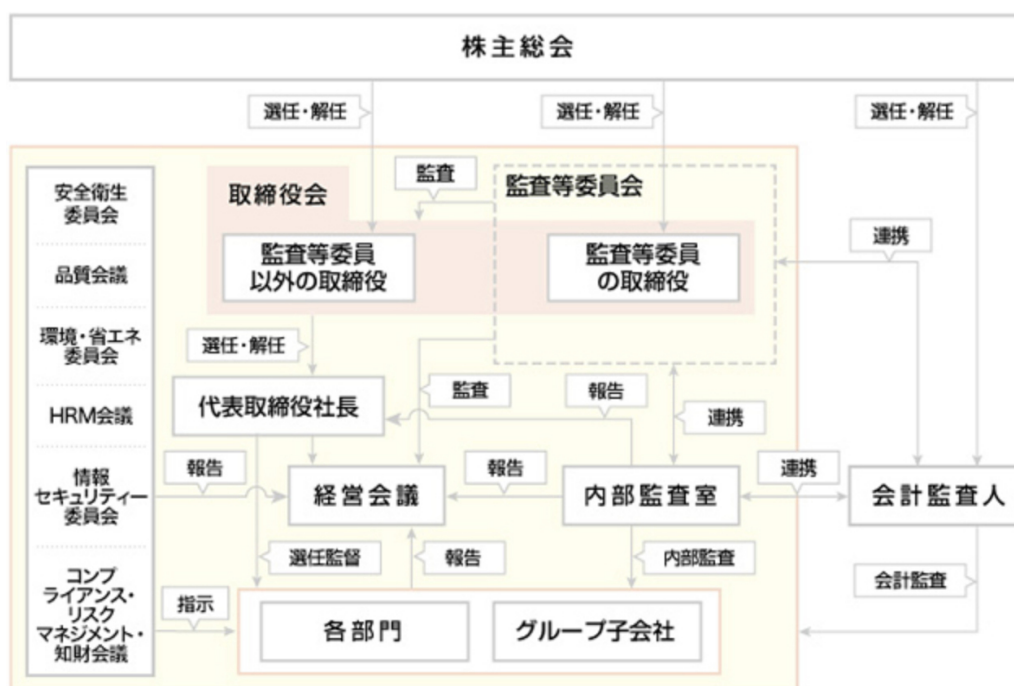 株主総会
選任・解任
選任・解任
選任・解任
安全衛生
委員会
品質会議
環境・省エネ
委員会
HRM会議
情報
セキュリティー
委員会
コンプ
ライアンス・
リスク
マネジメント・
知財会議
取締役会
監査
監査等委員会
監査等委員
以外の取締役
監査等委員
の取締役
連携
選任・解任
代表取締役社長
監査
報告
連携
報告
経営会議
報告
内部監査室
連携
会計監査人
選任監督
報告
内部監査
会計監査
指示
各部門
グループ子会社